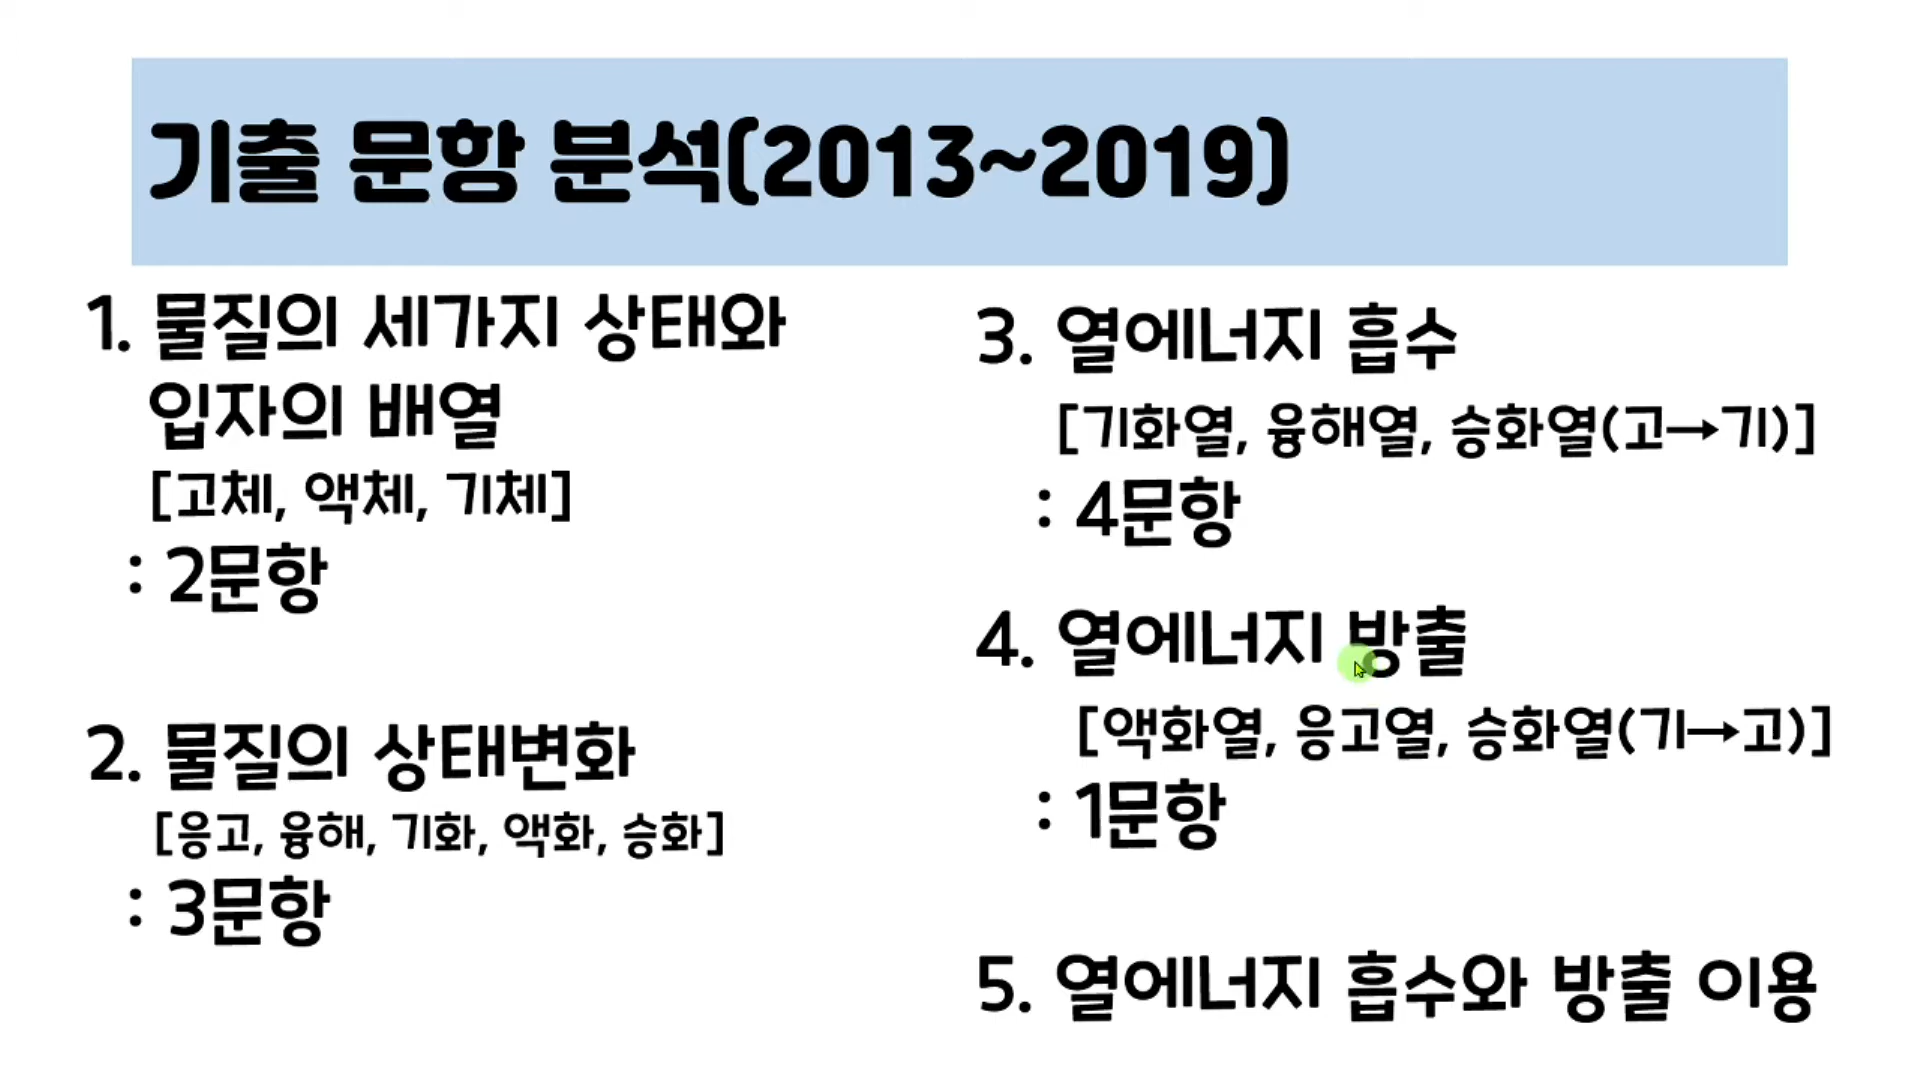 기출 문항 분석(2013~2019)
1. 물질의 세가지 상태와
입자의 배열
[고체, 액체, 기체]
: 2문항
2. 물질의 상태변화
[응고, 융해, 기화, 액화, 승화]
: 3문항
3. 열에너지 흡수
[기화열, 융해열, 승화열(고→기)]
: 4문항
4. 열에너지 방출
[액화열, 응고열, 승화열(기→고)]
: 1문항
5. 열에너지 흡수와 방출 이용